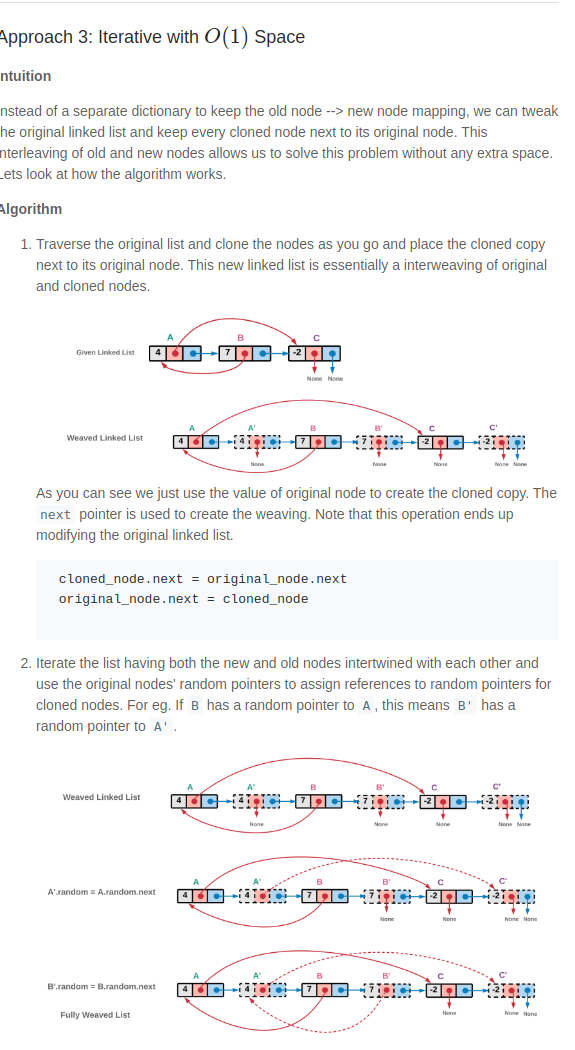 Approach 3: Iterative with O(1) Space
ntuition
nstead of a separate dictionary to keep the old node --> new node mapping, we can tweak
he original linked list and keep every cloned node next to its original node. This
nterleaving of old and new nodes allows us to solve this problem without any extra space.
Lets look at how the algorithm works.
Algorithm
1. Traverse the original list and clone the nodes as you go and place the cloned copy
next to its original node. This new linked list is essentially a interweaving of original
and cloned nodes.
A B C
Given Linked List 4 7 -2
None None
A A' B B' C C'
Weaved Linked List 4 4 7 7 -2 -2
None None None None None
As you can see we just use the value of original node to create the cloned copy. The
next pointer is used to create the weaving. Note that this operation ends up
modifying the original linked list.
cloned_node.next = original_node.next
original_node.next = cloned_node
2. Iterate the list having both the new and old nodes intertwined with each other and
use the original nodes' random pointers to assign references to random pointers for
cloned nodes. For eg. If B has a random pointer to A , this means B' has a
random pointer to A' .
A A' B B' C C'
Weaved Linked List 4 4 7 7 -2 -2
None None None None None
A A' B B' C C'
A'.random = A.random.next 4 4 7 7 -2 -2
None None None None
A A' B B' C C'
B'.random = B.random.next 4 4 7 7 -2 -2
Fully Weaved List
None None None